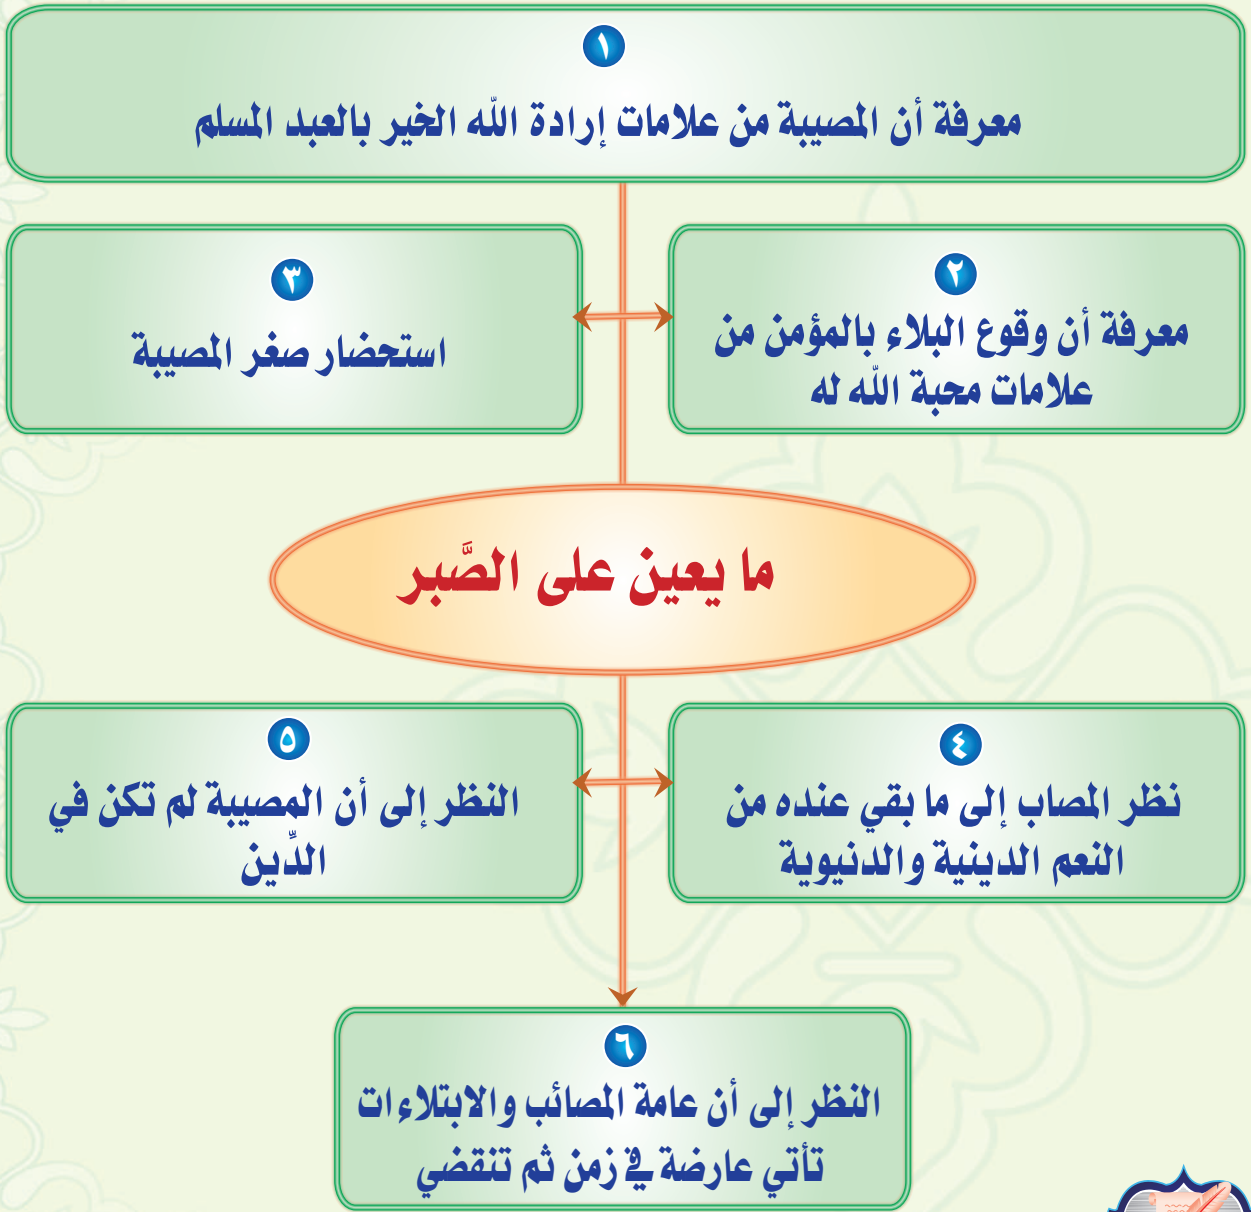 ١
معرفة أن المصيبة من علامات إرادة الله الخير بالعبد المسلم
٢
معرفة أن وقوع البلاء بالمؤمن من
علامات محبة الله له
٣
استحضار صغر المصيبة
ما يعين على الصَّبر
٤
نظر المصاب إلى ما بقي عنده من
النعم الدينية والدنيوية
٥
النظر إلى أن المصيبة لم تكن في
الدِّين
٦
النظر إلى أن عامة المصائب والابتلاءات
تأتي عارضة في زمن ثم تنقضي